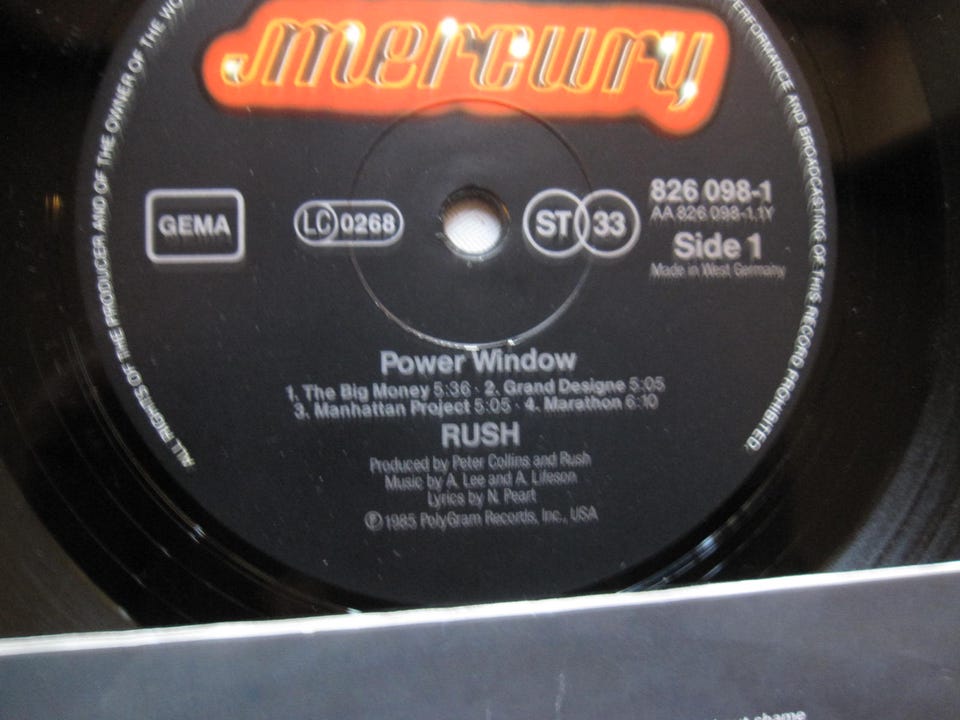 mercury
ALL RIGHTS OF THE PRODUCER AND OF THE OWNER OF THE
PERFORMANCE AND BROADCASTING OF THIS RECORD PROHIBITED.
GEMA
LC 0268
ST 33
826 098-1
AA 826 098-1.1Y
Side 1
Made in West Germany
Power Window
1. The Big Money 5:36 · 2. Grand Designe 5:05
3. Manhattan Project 5:05 · 4. Marathon 6:10
RUSH
Produced by Peter Collins and Rush
Music by A. Lee and A. Lifeson
Lyrics by N. Peart
Ⓟ 1985 PolyGram Records, Inc., USA
shame